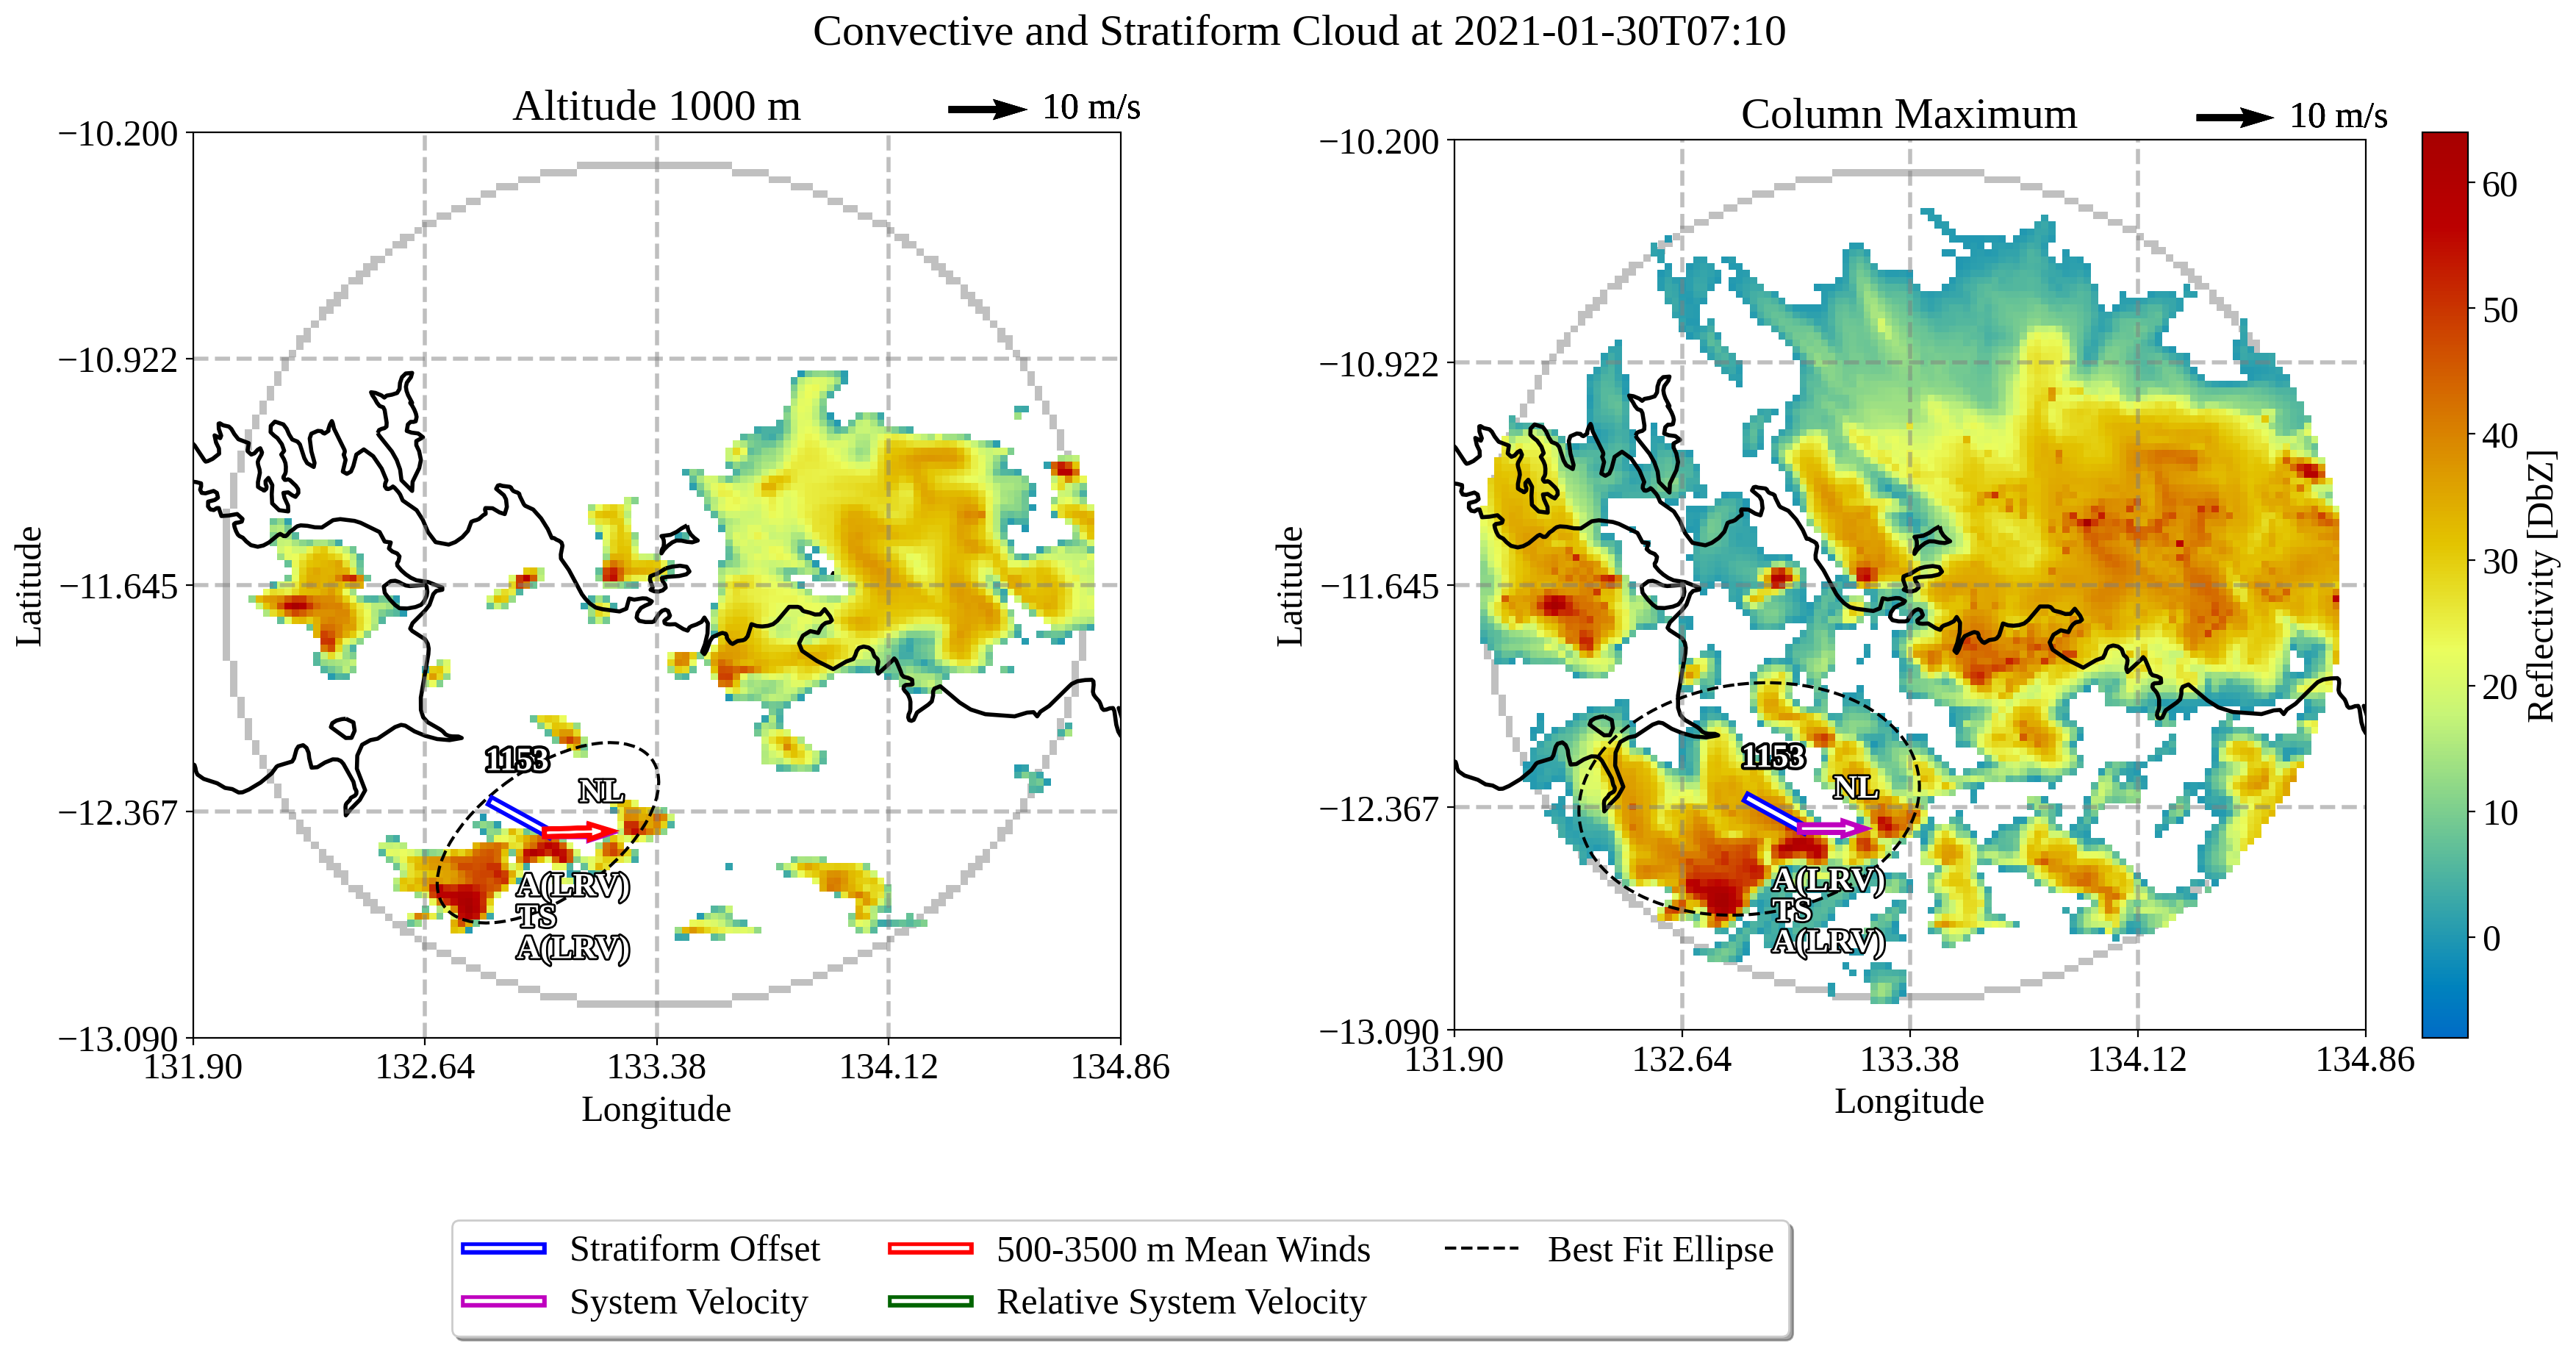 Convective and Stratiform Cloud at 2021-01-30T07:10
Altitude 1000 m
10 m/s
Column Maximum
10 m/s
−10.200
−10.922
−11.645
−12.367
−13.090
Latitude
131.90
132.64
133.38
134.12
134.86
Longitude
1153
NL
A(LRV)
TS
A(LRV)
−10.200
−10.922
−11.645
−12.367
−13.090
Latitude
131.90
132.64
133.38
134.12
134.86
Longitude
1153
NL
A(LRV)
TS
A(LRV)
60
50
40
30
20
10
0
Reflectivity [DbZ]
Stratiform Offset
500-3500 m Mean Winds
Best Fit Ellipse
System Velocity
Relative System Velocity